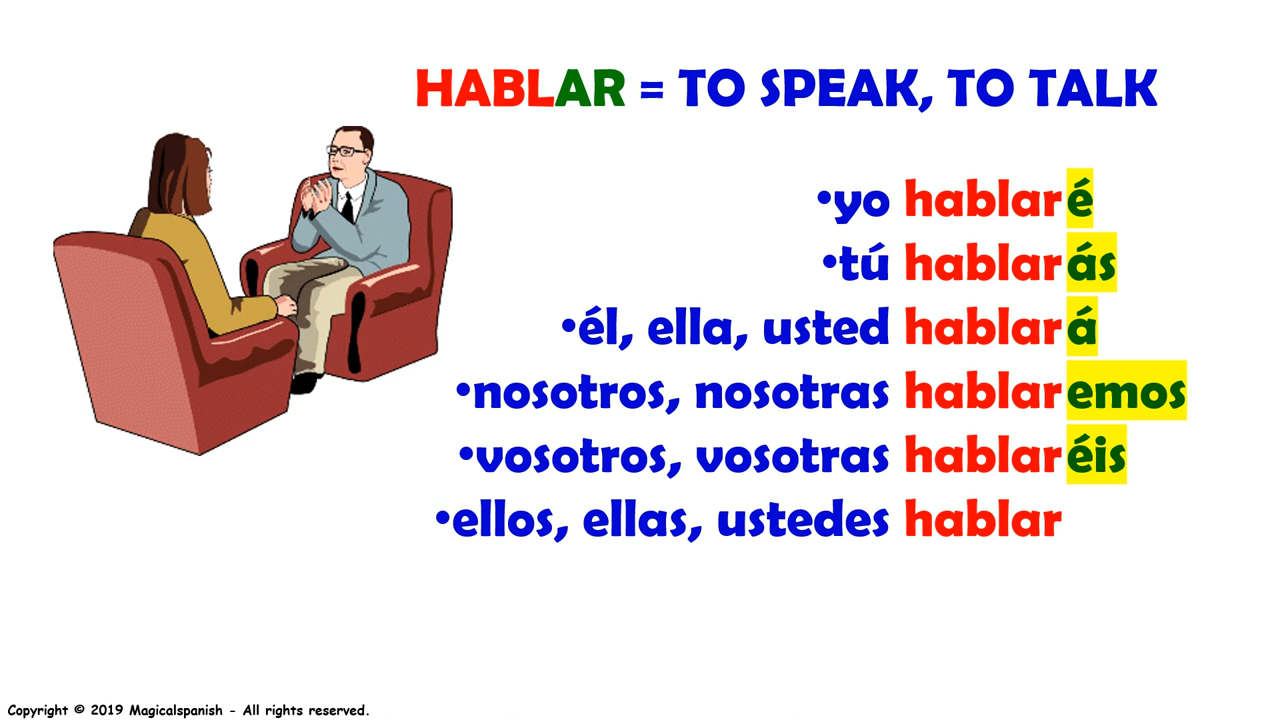 HABLAR = TO SPEAK, TO TALK
•yo hablaré
•tú hablarás
•él, ella, usted hablará
•nosotros, nosotras hablaremos
•vosotros, vosotras hablaréis
•ellos, ellas, ustedes hablar
Copyright © 2019 Magicalspanish - All rights reserved.